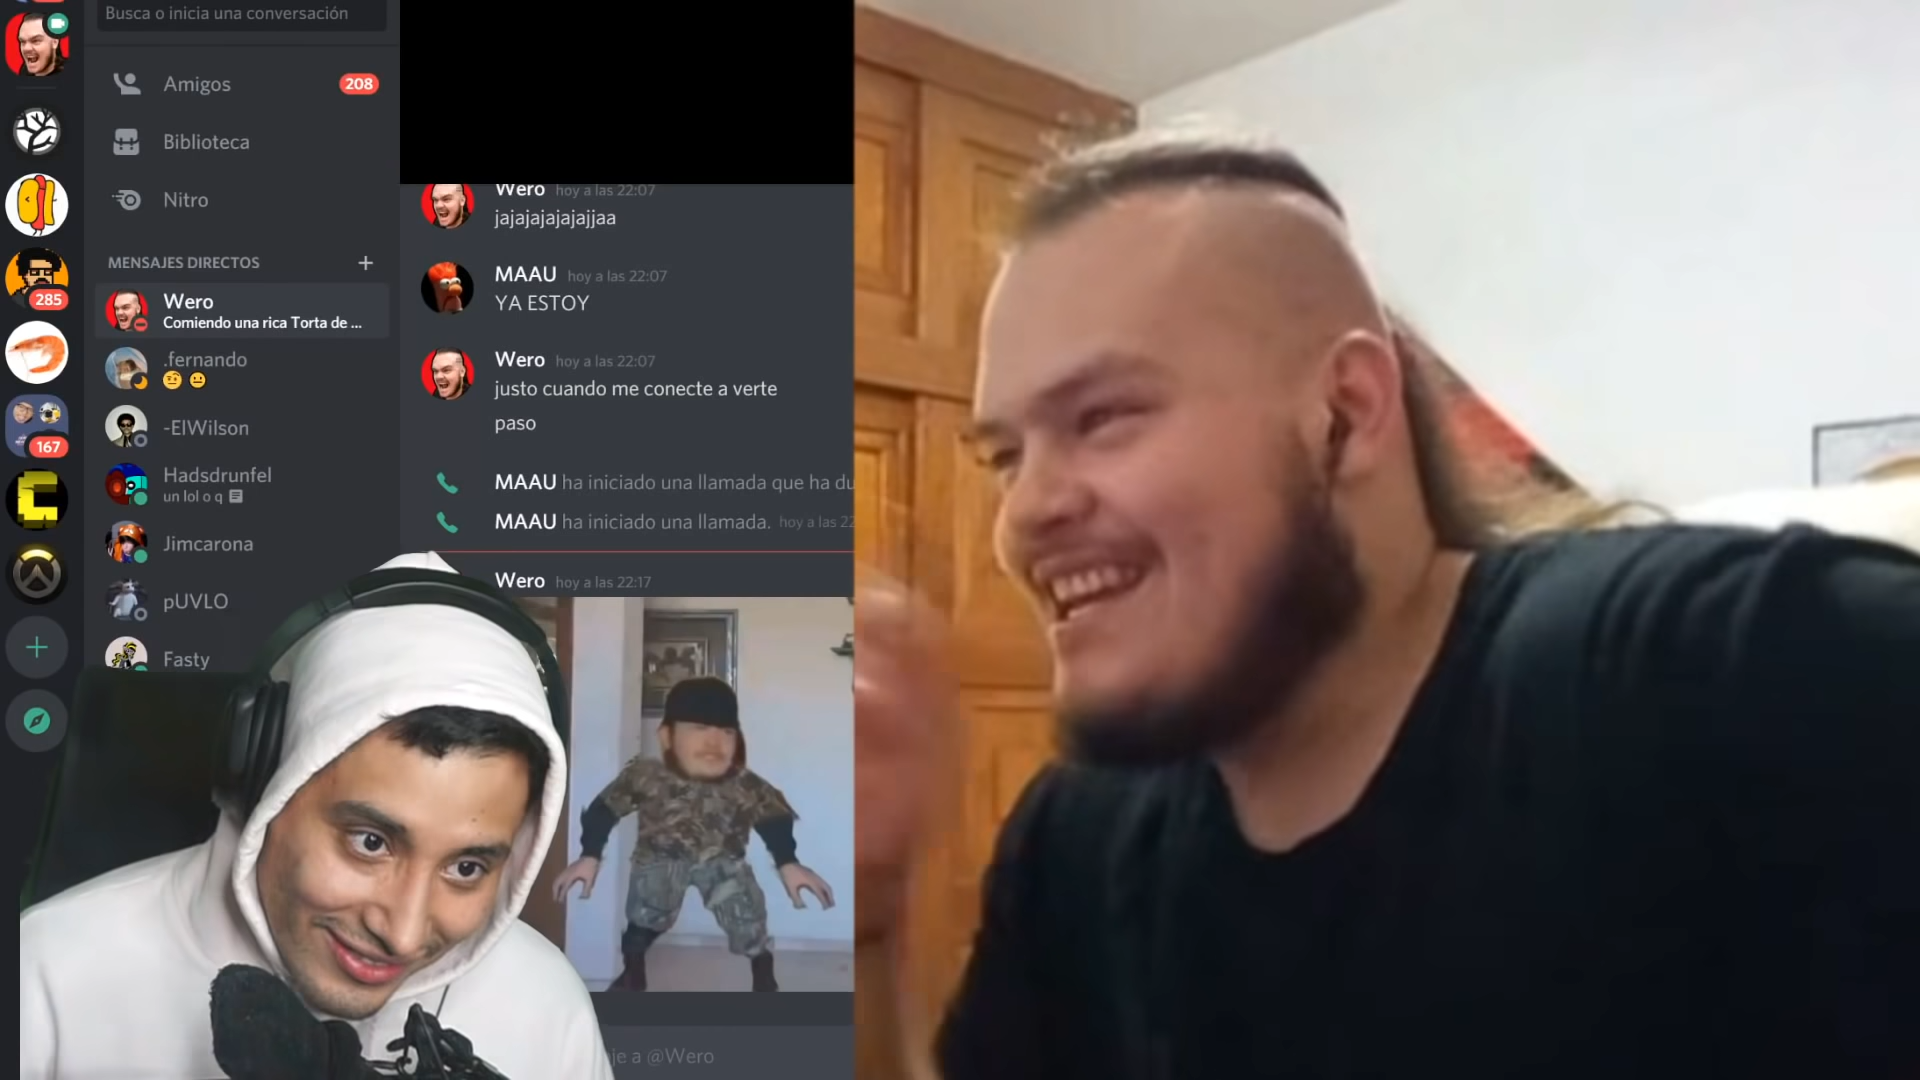 Busca o inicia una conversación
Amigos
208
Biblioteca
Nitro
MENSAJES DIRECTOS
Wero
Comiendo una rica Torta de ...
.fernando
-ElWilson
Hadsdrunfel
un lol o q
Jimcarona
pUVLO
Fasty
285
167
Wero hoy a las 22:07
jajajajajajajjaa
MAAU hoy a las 22:07
YA ESTOY
Wero hoy a las 22:07
justo cuando me conecte a verte
paso
MAAU ha iniciado una llamada que ha du
MAAU ha iniciado una llamada. hoy a las 22
Wero hoy a las 22:17
je a @Wero